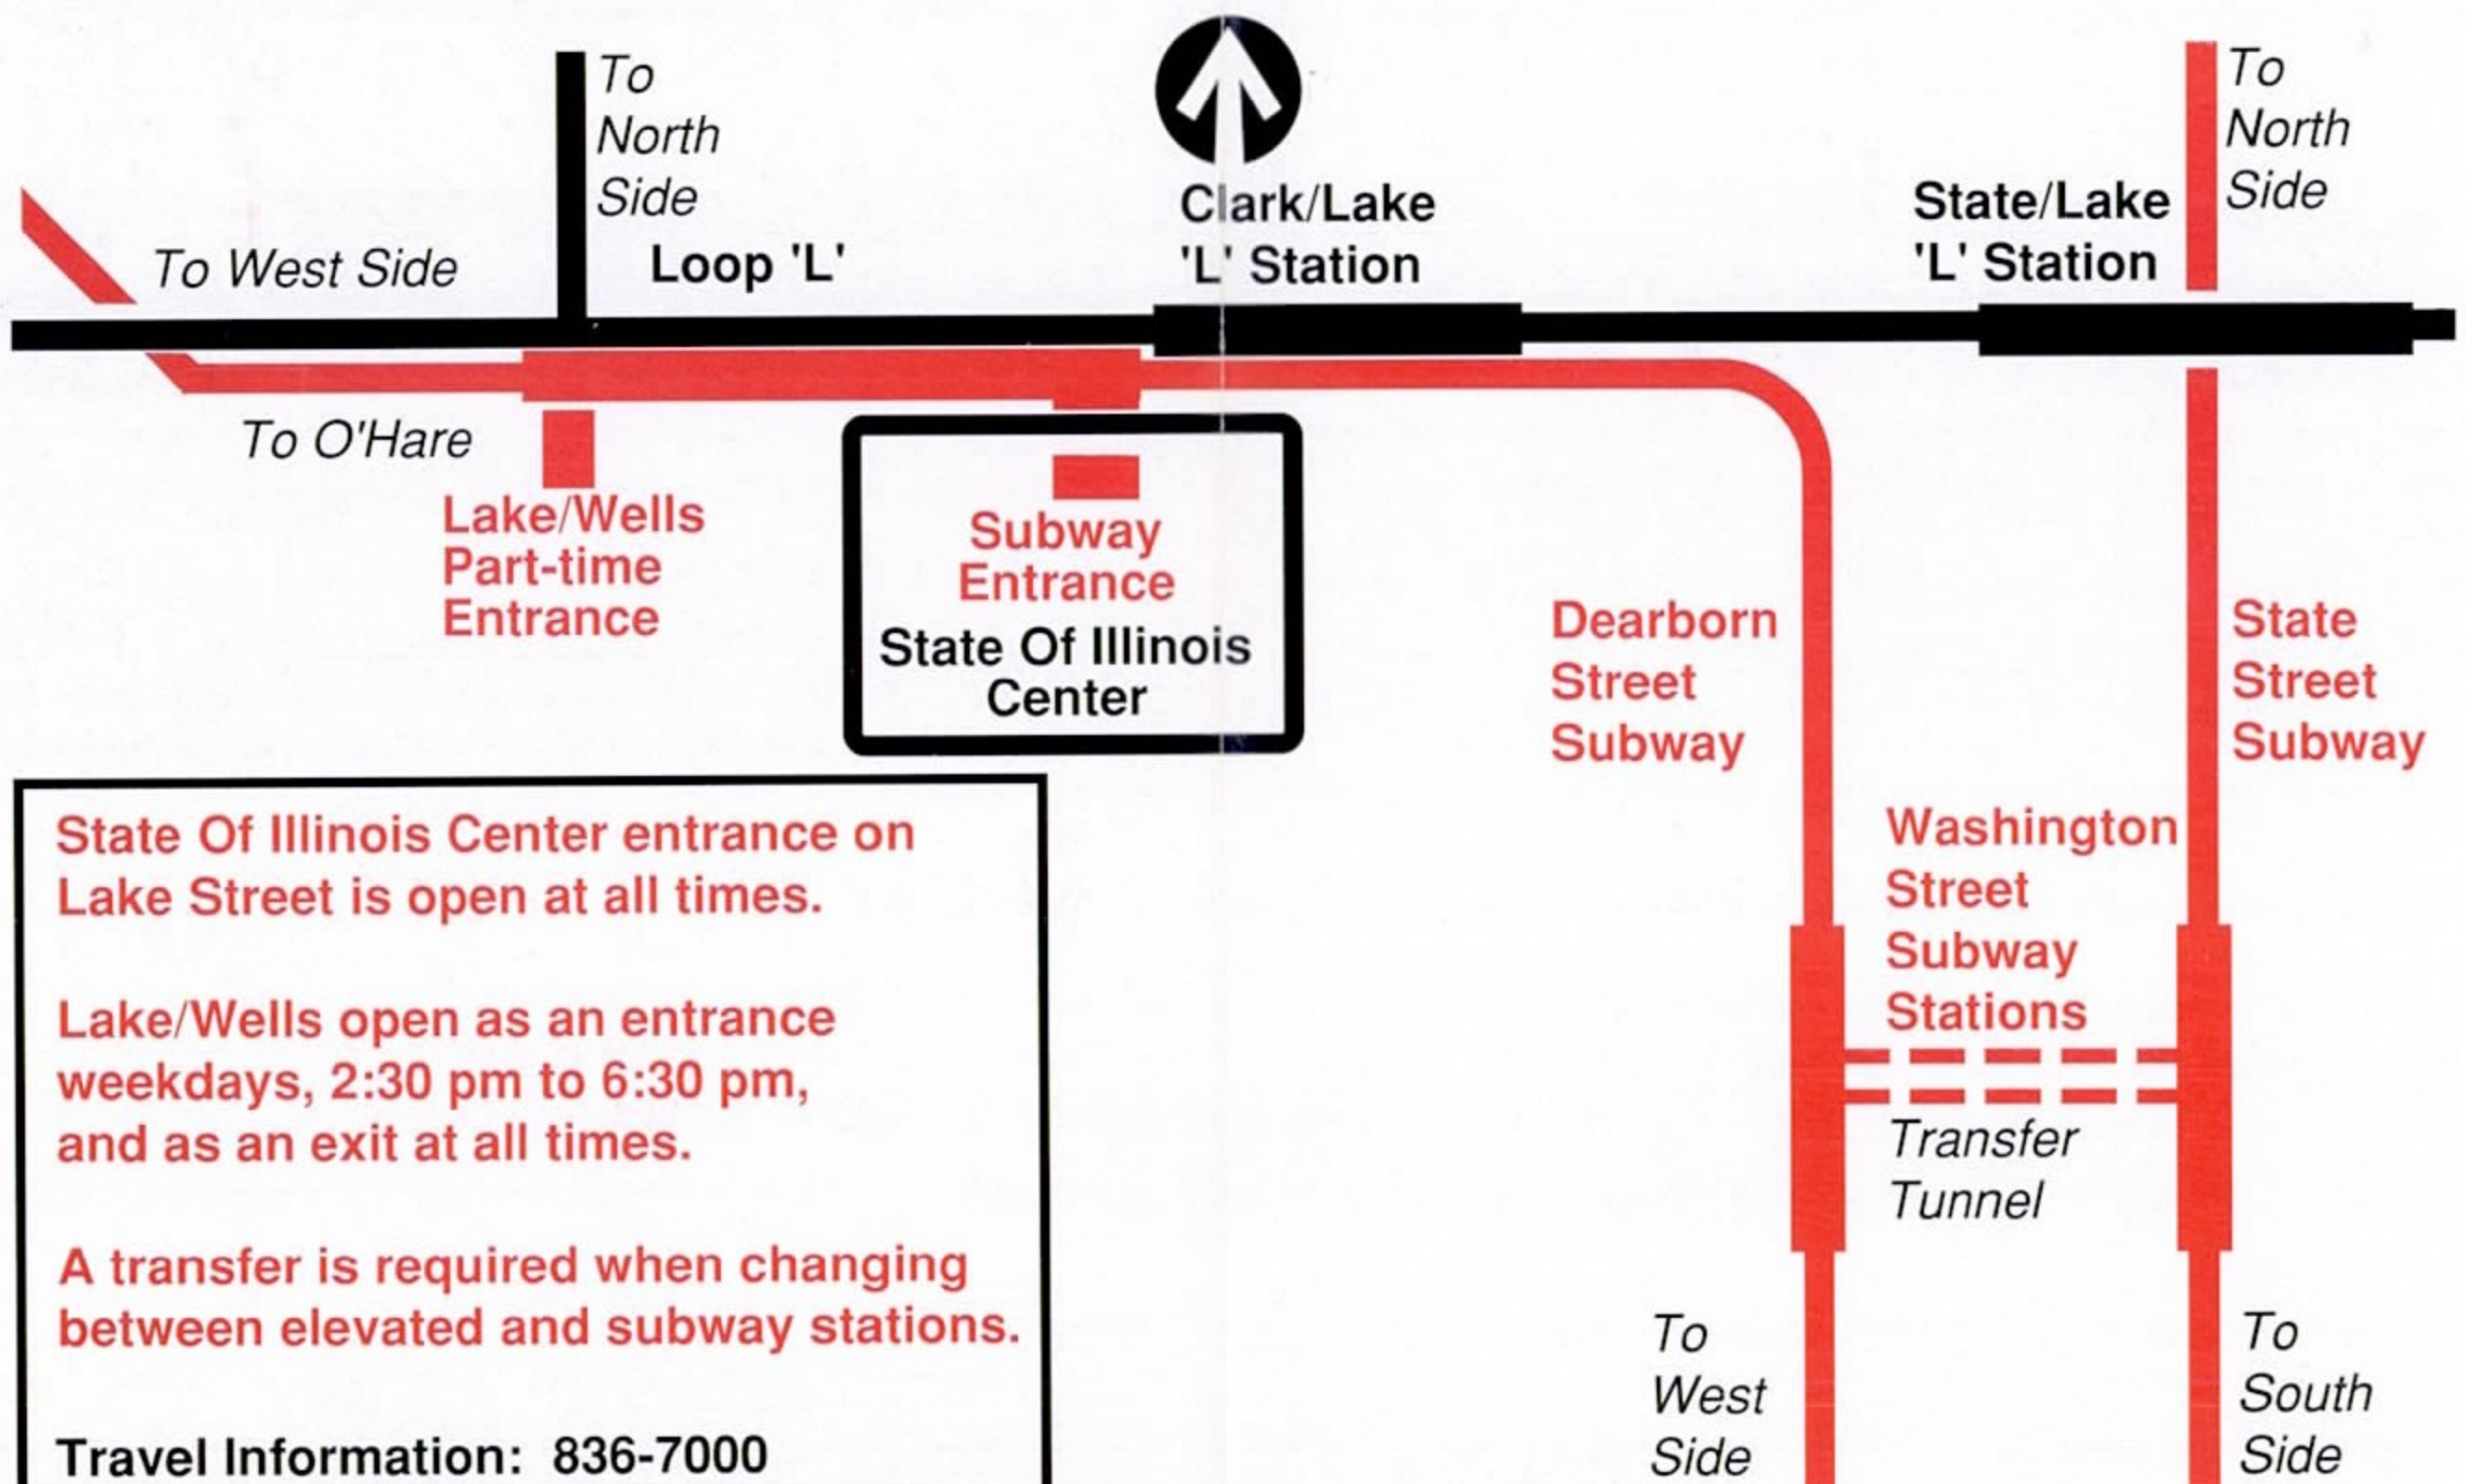 To
North
Side
To West Side
Loop 'L'
Clark/Lake
'L' Station
State/Lake
'L' Station
To
North
Side
To O'Hare
Lake/Wells
Part-time
Entrance
Subway
Entrance
State Of Illinois
Center
Dearborn
Street
Subway
State
Street
Subway
Washington
Street
Subway
Stations
Transfer
Tunnel
To
West
Side
To
South
Side
State Of Illinois Center entrance on
Lake Street is open at all times.
Lake/Wells open as an entrance
weekdays, 2:30 pm to 6:30 pm,
and as an exit at all times.
A transfer is required when changing
between elevated and subway stations.
Travel Information: 836-7000